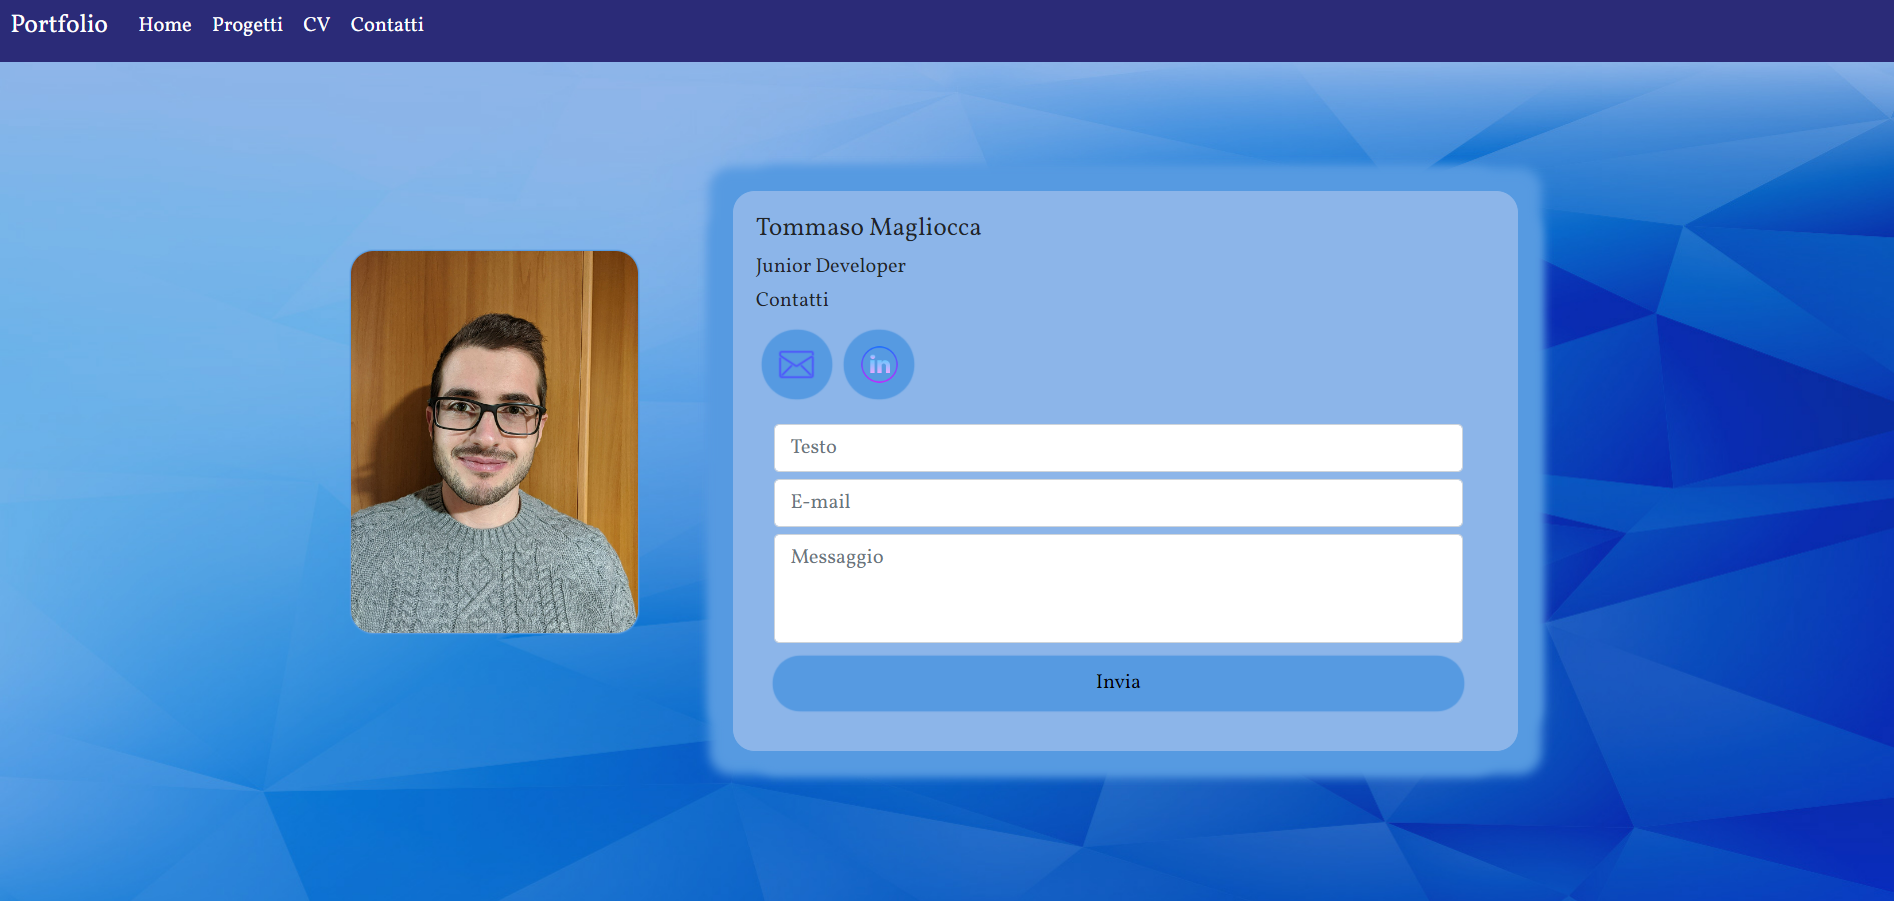 Portfolio Home Progetti CV Contatti
Tommaso Magliocca
Junior Developer
Contatti
in
Testo
E-mail
Messaggio
Invia